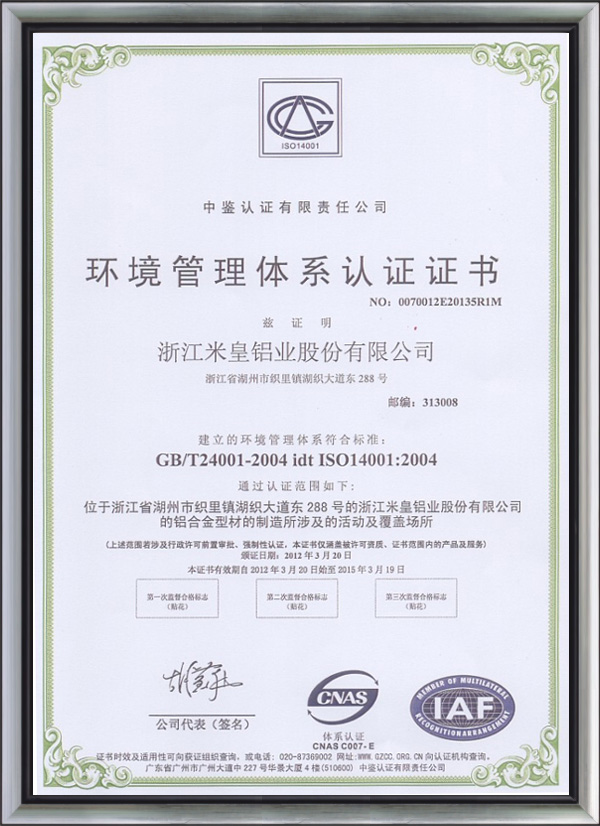 ISO14001
中鉴认证有限责任公司
环境管理体系认证证书
NO：0070012E20135R1M
兹证明
浙江米皇铝业股份有限公司
浙江省湖州市织里镇湖织大道东 288 号
邮编：313008
建立的环境管理体系符合标准：
GB/T24001-2004 idt ISO14001:2004
通过认证范围如下:
位于浙江省湖州市织里镇湖织大道东 288 号的浙江米皇铝业股份有限公司
的铝合金型材的制造所涉及的活动及覆盖场所
(上述范围若涉及行政许可前置审批、强制性认证，本证书仅涵盖被许可资质、证书范围内的产品及服务)
颁证日期：2012 年 3 月 20 日
本证书有效期自 2012 年 3 月 20 日始至 2015 年 3 月 19 日
第一次监督合格标志
（贴花）
第二次监督合格标志
（贴花）
第三次监督合格标志
（贴花）
公司代表（签名）
CNAS
体系认证
CNAS C007-E
MEMBER OF MULTILATERAL
IAF
RECOGNITION ARRANGEMENT
证书时效及适用性可向获证组织查询，或电话: 020-87369002 网址:WWW.GZCC.ORG.CN 向认证机构查询。
广东省广州市广州大道中 227 号华景大厦 4 楼(510600) 中鉴认证有限责任公司